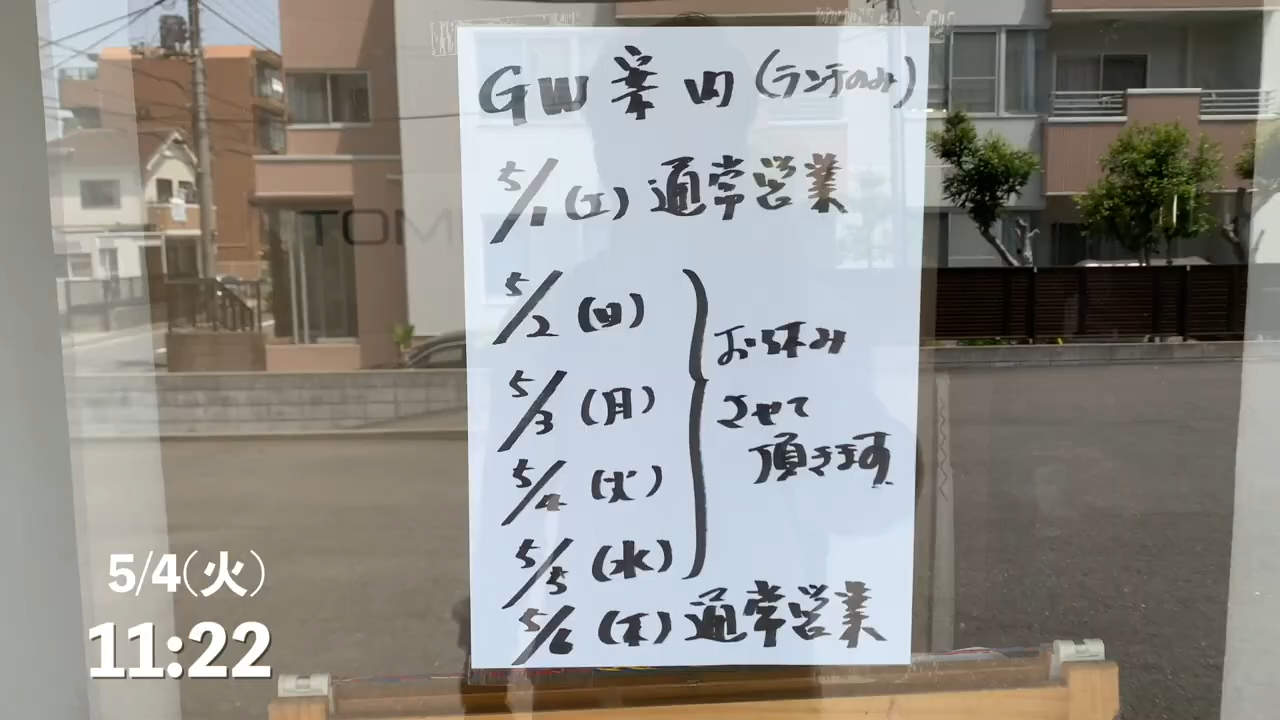 GW案内(ランチのみ)
5/1(土)通常営業
5/2(日)
5/3(月)
5/4(火)
5/5(水)
お休み
させて
頂きます
5/6(木)通常営業
TOM
5/4(火)
11:22